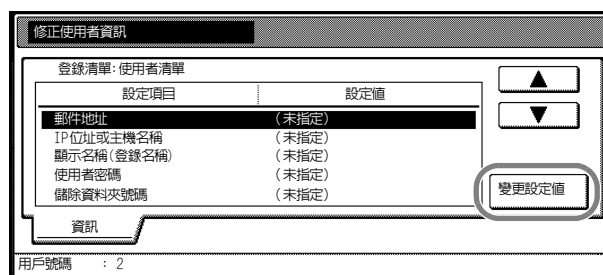 修正使用者資訊
登錄清單:使用者清單
設定項目 設定值
郵件地址 (未指定)
IP位址或主機名稱 (未指定)
顯示名稱(登錄名稱) (未指定)
使用者密碼 (未指定)
儲除資料夾號碼 (未指定)
變更設定值
資訊
用戶號碼 : 2